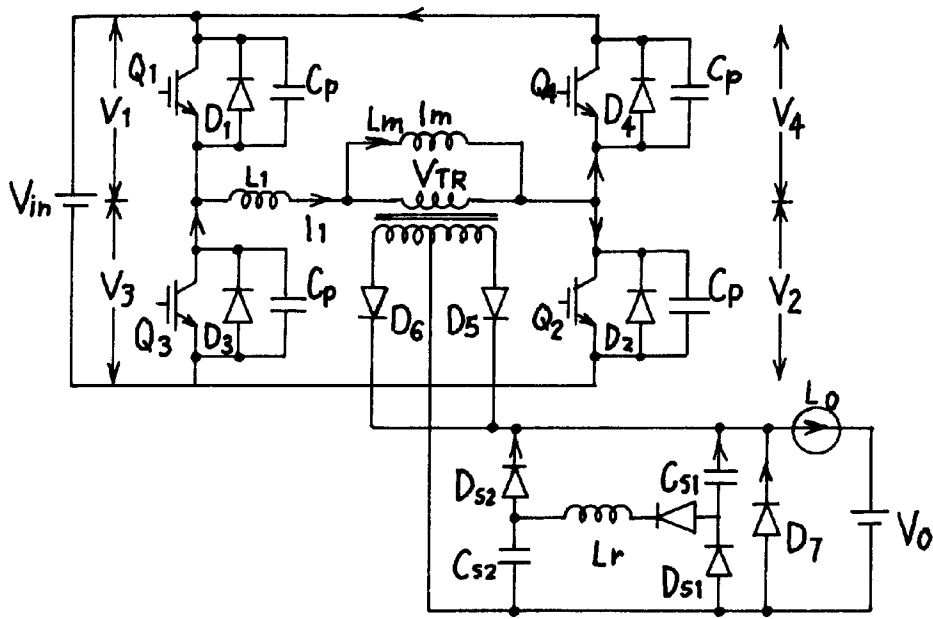 Q1
D1
Cp
V1
Lm
Im
Q4
D4
Cp
V4
Vin
L1
I1
VTR
V3
Q3
D3
Cp
D6
D5
Q2
D2
Cp
V2
Lo
Ds2
Cs1
Cs2
Lr
Ds1
D7
Vo